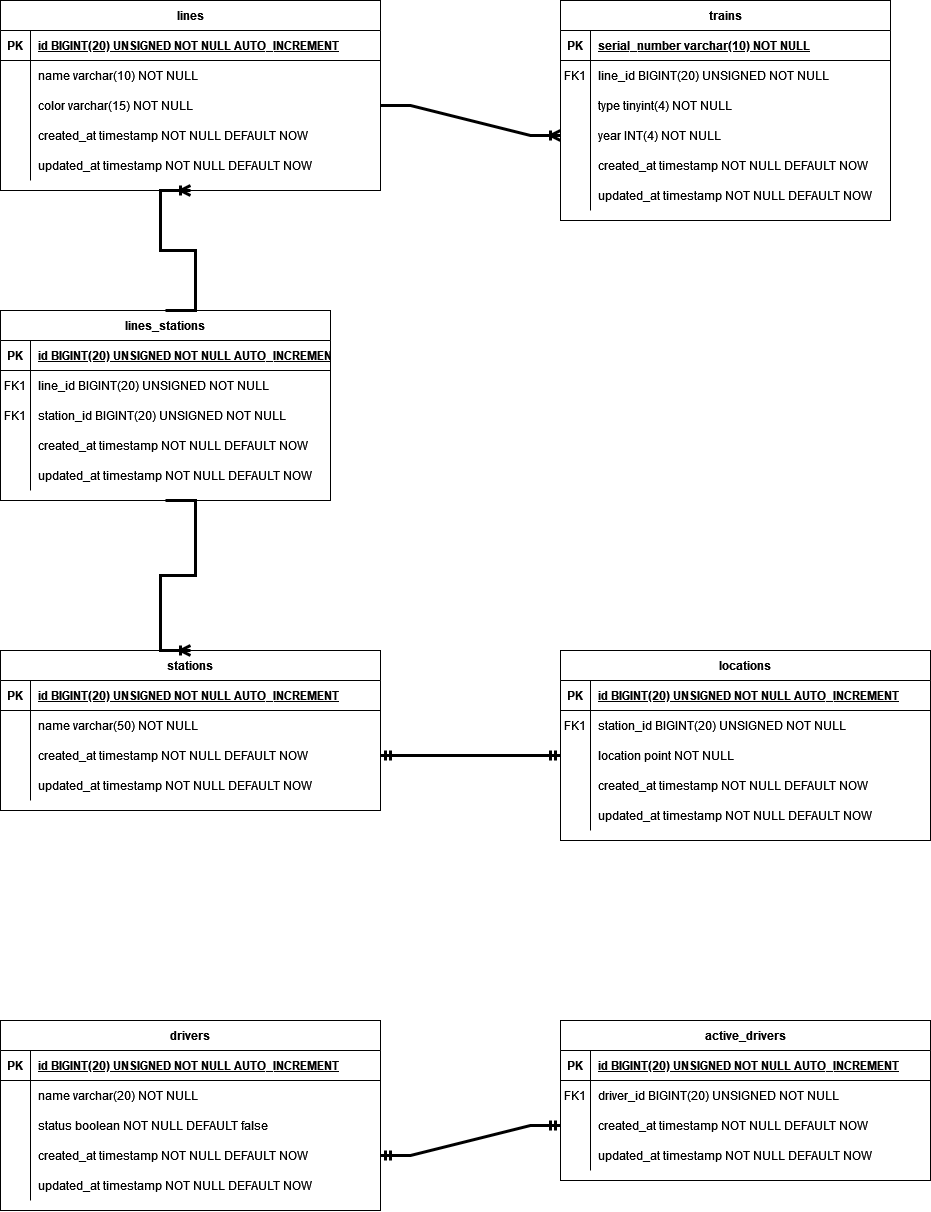 lines
PK id BIGINT(20) UNSIGNED NOT NULL AUTO_INCREMENT
name varchar(10) NOT NULL
color varchar(15) NOT NULL
created_at timestamp NOT NULL DEFAULT NOW
updated_at timestamp NOT NULL DEFAULT NOW
trains
PK serial_number varchar(10) NOT NULL
FK1 line_id BIGINT(20) UNSIGNED NOT NULL
type tinyint(4) NOT NULL
year INT(4) NOT NULL
created_at timestamp NOT NULL DEFAULT NOW
updated_at timestamp NOT NULL DEFAULT NOW
lines_stations
PK id BIGINT(20) UNSIGNED NOT NULL AUTO_INCREMEN
FK1 line_id BIGINT(20) UNSIGNED NOT NULL
FK1 station_id BIGINT(20) UNSIGNED NOT NULL
created_at timestamp NOT NULL DEFAULT NOW
updated_at timestamp NOT NULL DEFAULT NOW
stations
PK id BIGINT(20) UNSIGNED NOT NULL AUTO_INCREMENT
name varchar(50) NOT NULL
created_at timestamp NOT NULL DEFAULT NOW
updated_at timestamp NOT NULL DEFAULT NOW
locations
PK id BIGINT(20) UNSIGNED NOT NULL AUTO_INCREMENT
FK1 station_id BIGINT(20) UNSIGNED NOT NULL
location point NOT NULL
created_at timestamp NOT NULL DEFAULT NOW
updated_at timestamp NOT NULL DEFAULT NOW
drivers
PK id BIGINT(20) UNSIGNED NOT NULL AUTO_INCREMENT
name varchar(20) NOT NULL
status boolean NOT NULL DEFAULT false
created_at timestamp NOT NULL DEFAULT NOW
updated_at timestamp NOT NULL DEFAULT NOW
active_drivers
PK id BIGINT(20) UNSIGNED NOT NULL AUTO_INCREMENT
FK1 driver_id BIGINT(20) UNSIGNED NOT NULL
created_at timestamp NOT NULL DEFAULT NOW
updated_at timestamp NOT NULL DEFAULT NOW